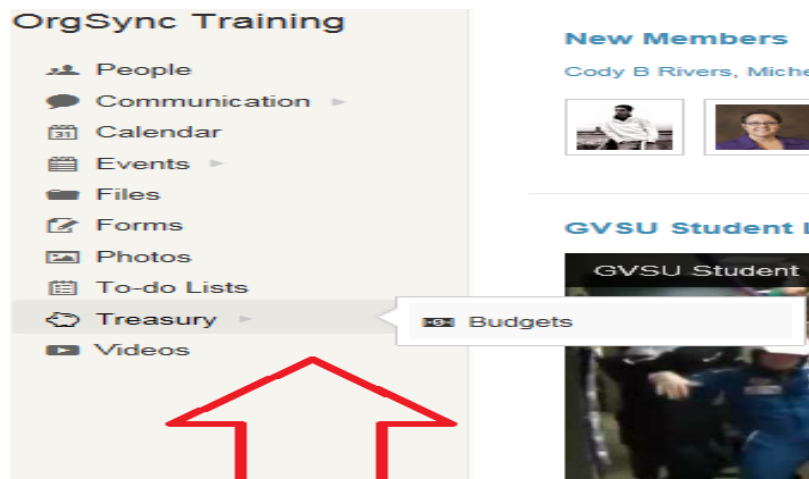 OrgSync Training
People
Communication
31
Calendar
Events
Files
Forms
Photos
To-do Lists
Treasury
Budgets
Videos
New Members
Cody B Rivers, Miche
GVSU Student
GVSU Student